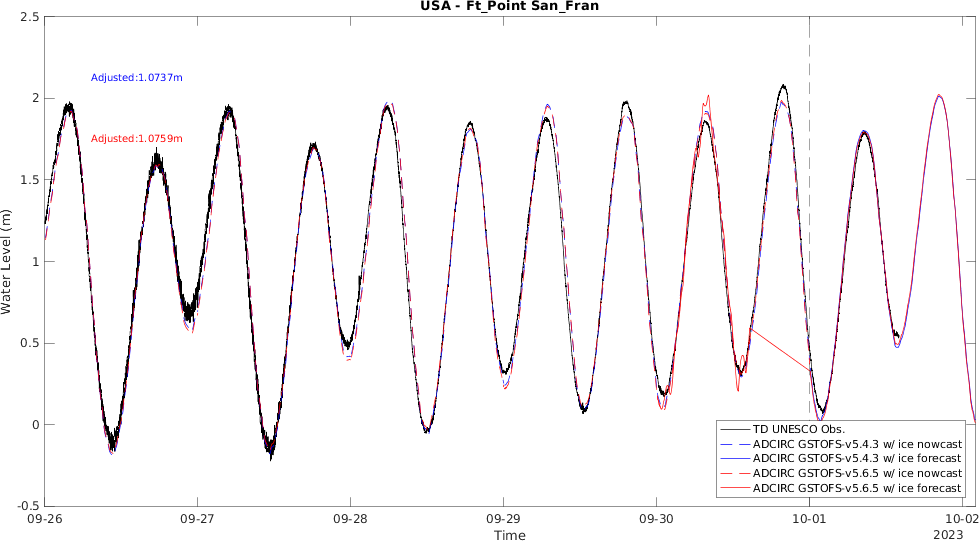 USA - Ft_Point San_Fran
2.5
2
1.5
1
0.5
0
-0.5
Water Level (m)
Adjusted:1.0737m
Adjusted:1.0759m
TD UNESCO Obs.
ADCIRC GSTOFS-v5.4.3 w/ ice nowcast
ADCIRC GSTOFS-v5.4.3 w/ ice forecast
ADCIRC GSTOFS-v5.6.5 w/ ice nowcast
ADCIRC GSTOFS-v5.6.5 w/ ice forecast
09-26 09-27 09-28 09-29 09-30 10-01 10-02
Time
2023